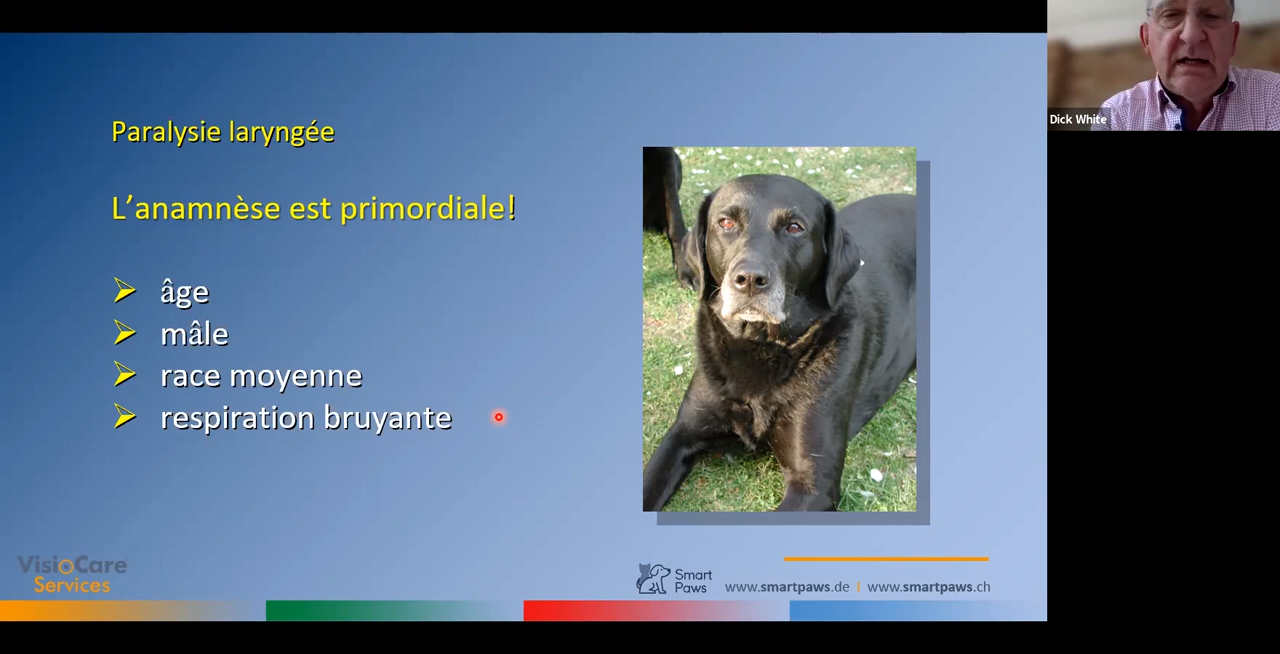 Paralysie laryngée
L’anamnèse est primordiale!
âge
mâle
race moyenne
respiration bruyante
Dick White
VisioCare
Services
Smart
Paws
www.smartpaws.de | www.smartpaws.ch